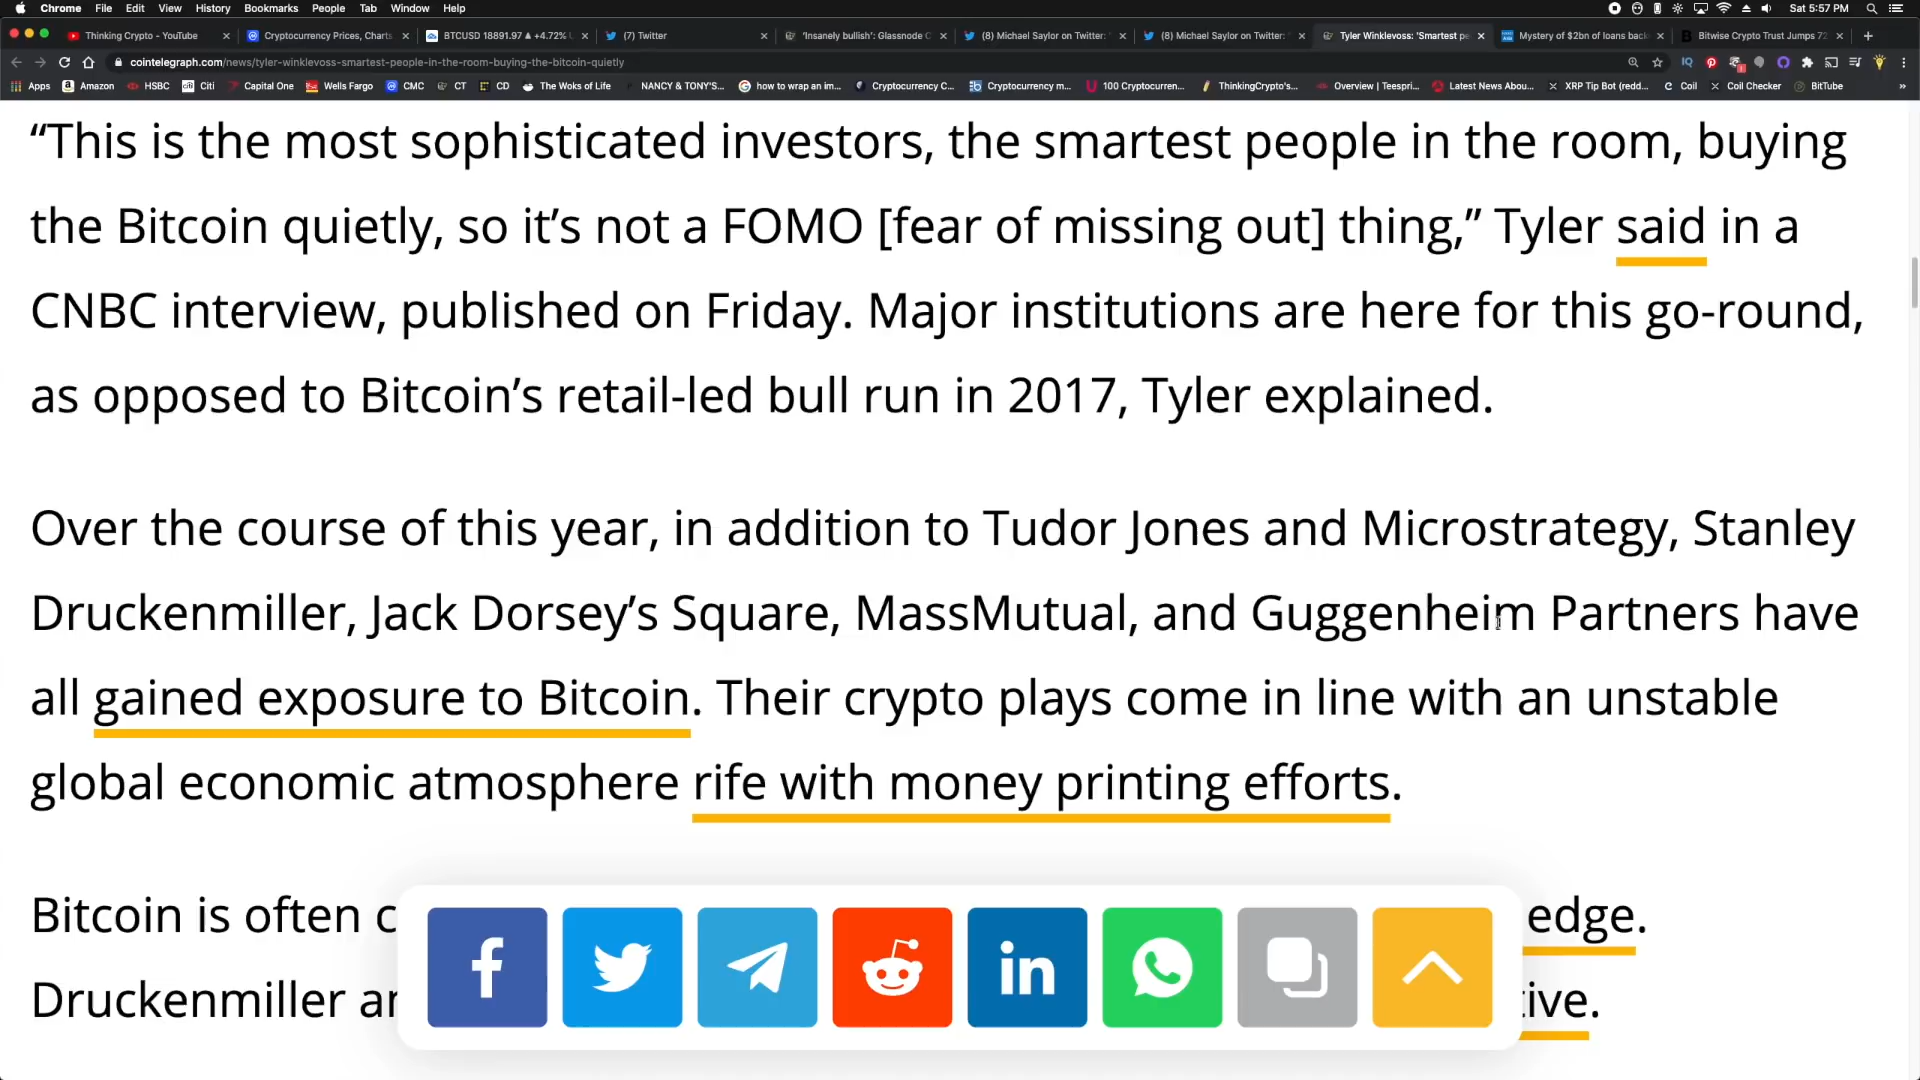 Chrome File Edit View History Bookmarks People Tab Window Help Sat 5:57 PM
Thinking Crypto - YouTube Cryptocurrency Prices, Charts BTCUSD 18891.97 ▲ +4.72% (7) Twitter 'Insanely bullish': Glassnode C (8) Michael Saylor on Twitter: (8) Michael Saylor on Twitter: Tyler Winklevoss: 'Smartest pe Mystery of $2bn of loans back Bitwise Crypto Trust Jumps 72
cointelegraph.com/news/tyler-winklevoss-smartest-people-in-the-room-buying-the-bitcoin-quietly
Apps Amazon HSBC Citi Capital One Wells Fargo CMC CT CD The Woks of Life NANCY & TONY'S... how to wrap an im... Cryptocurrency C... Cryptocurrency m... 100 Cryptocurren... ThinkingCrypto's... Overview | Teespri... Latest News Abou... XRP Tip Bot (redd... Coil Coil Checker BitTube »
“This is the most sophisticated investors, the smartest people in the room, buying
the Bitcoin quietly, so it’s not a FOMO [fear of missing out] thing,” Tyler said in a
CNBC interview, published on Friday. Major institutions are here for this go-round,
as opposed to Bitcoin’s retail-led bull run in 2017, Tyler explained.
Over the course of this year, in addition to Tudor Jones and Microstrategy, Stanley
Druckenmiller, Jack Dorsey’s Square, MassMutual, and Guggenheim Partners have
all gained exposure to Bitcoin. Their crypto plays come in line with an unstable
global economic atmosphere rife with money printing efforts.
Bitcoin is often c edge.
Druckenmiller ar tive.